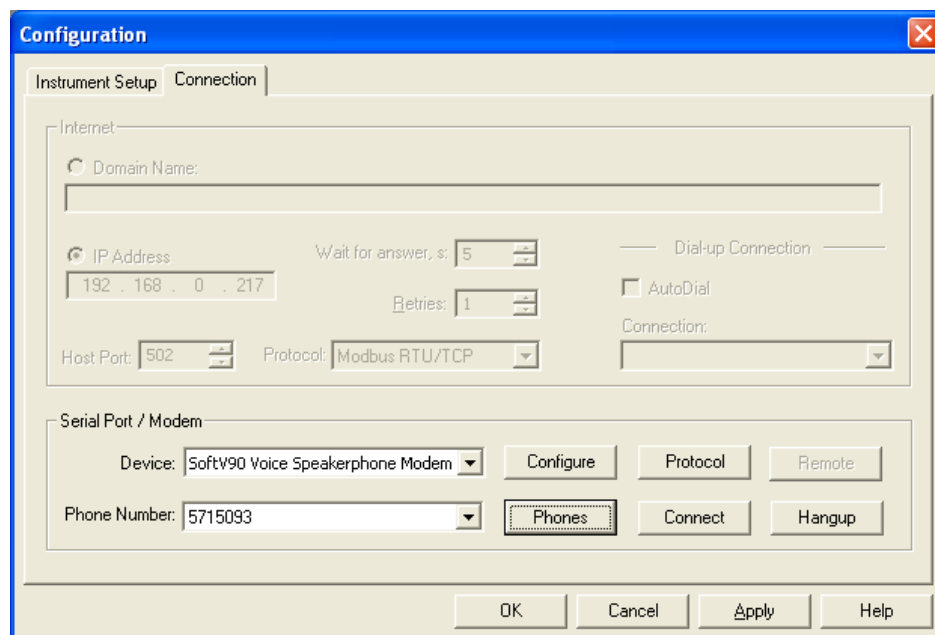 Configuration
Instrument Setup Connection
Internet
Domain Name:
IP Address Wait for answer, s: 5 Dial-up Connection
192 . 168 . 0 . 217 AutoDial
Retries: 1
Connection:
Host Port: 502 Protocol: Modbus RTU/TCP
Serial Port / Modem
Device: SoftV90 Voice Speakerphone Modem Configure Protocol Remote
Phone Number: 5715093 Phones Connect Hangup
OK Cancel Apply Help